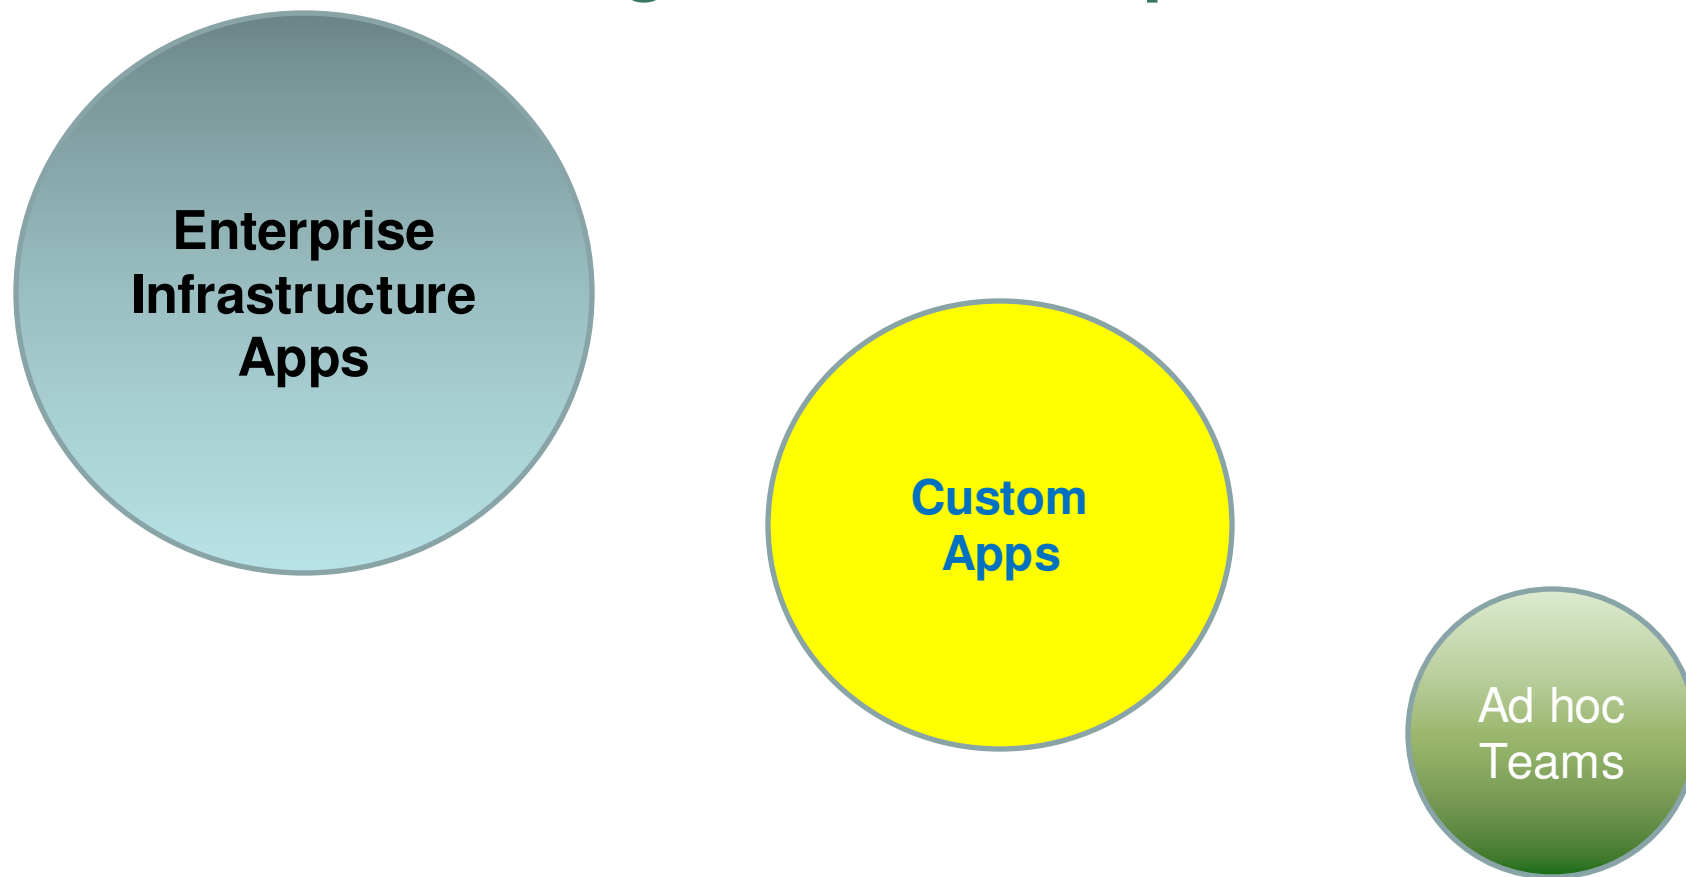 Enterprise
Infrastructure
Apps
Custom
Apps
Ad hoc
Teams